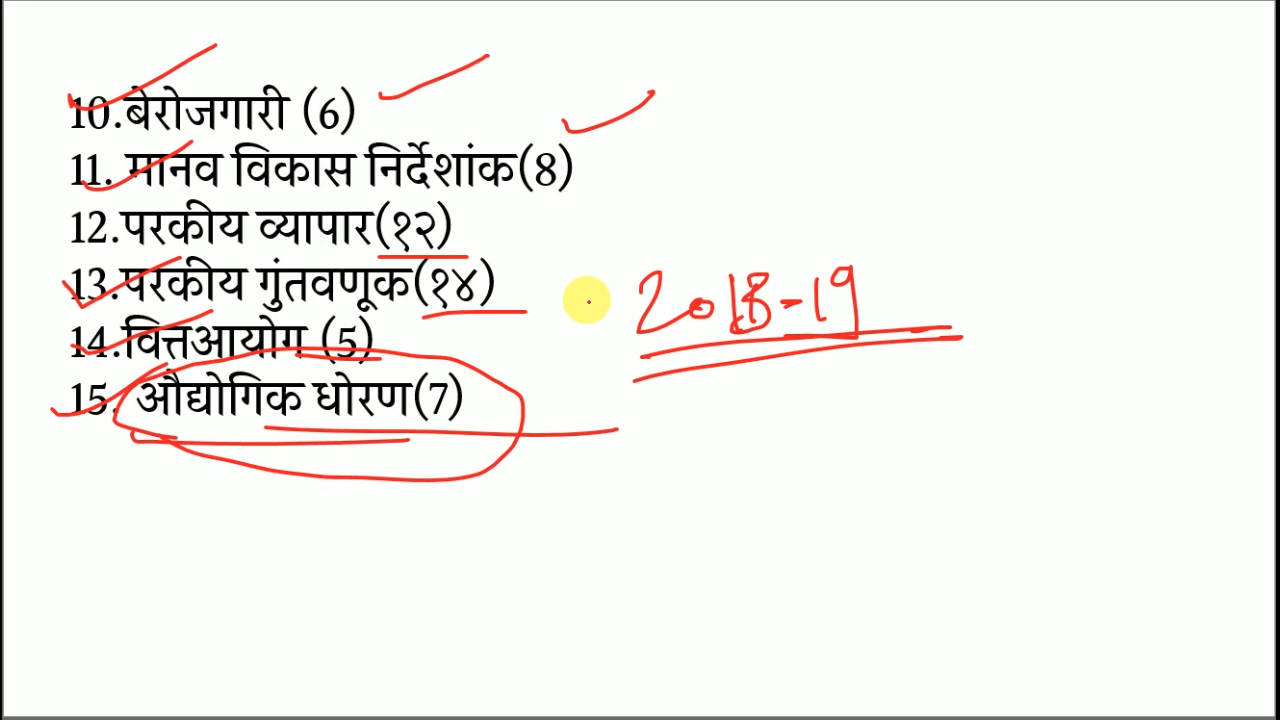 10.बेरोजगारी (6)
11. मानव विकास निर्देशांक(8)
12.परकीय व्यापार(१२)
13.परकीय गुंतवणूक(१४)
2018-19
14.वित्तआयोग (5)
15. औद्योगिक धोरण(7)